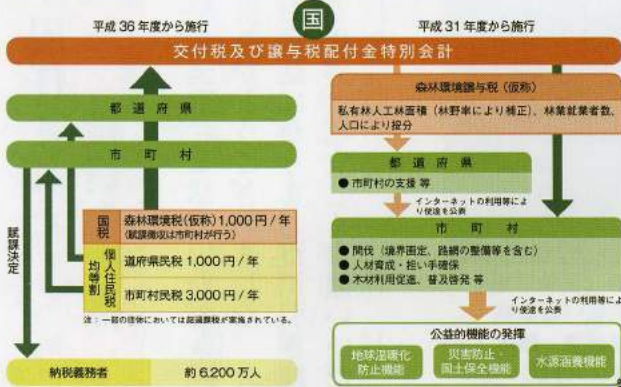 国
平成36年度から施行
平成31年度から施行
交付税及び譲与税配付金特別会計
都道府県
市町村
賦課決定
国税
森林環境税(仮称)1,000円/年
(賦課徴収は市町村が行う)
個人住民税
均等割
道府県民税 1,000円/年
市町村民税 3,000円/年
注:一部の団体においては超過課税が実施されている。
納税義務者 約6,200万人
森林環境譲与税(仮称)
私有林人工林面積(林野率により補正)、林業就業者数、
人口により按分
都道府県
●市町村の支援 等
インターネットの利用等によ
り使途を公表
市町村
●間伐(境界画定、路網の整備等を含む)
●人材育成・担い手確保
●木材利用促進、普及啓発 等
インターネットの利用等によ
り使途を公表
公益的機能の発揮
地球温暖化
防止機能
災害防止・
国土保全機能
水源涵養機能